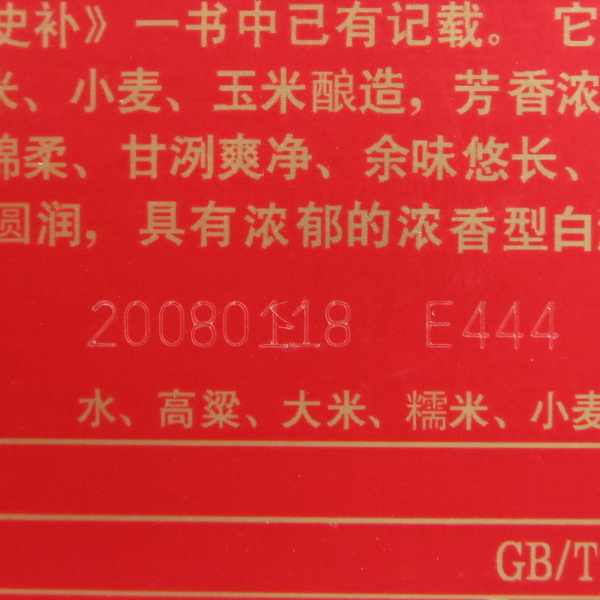 史补》一书中已有记载。 它
米、小麦、玉米酿造，芳香浓
绵柔、甘洌爽净、余味悠长、
圆润，具有浓郁的浓香型白
20080118 E444
水、高粱、大米、糯米、小麦
GB/T